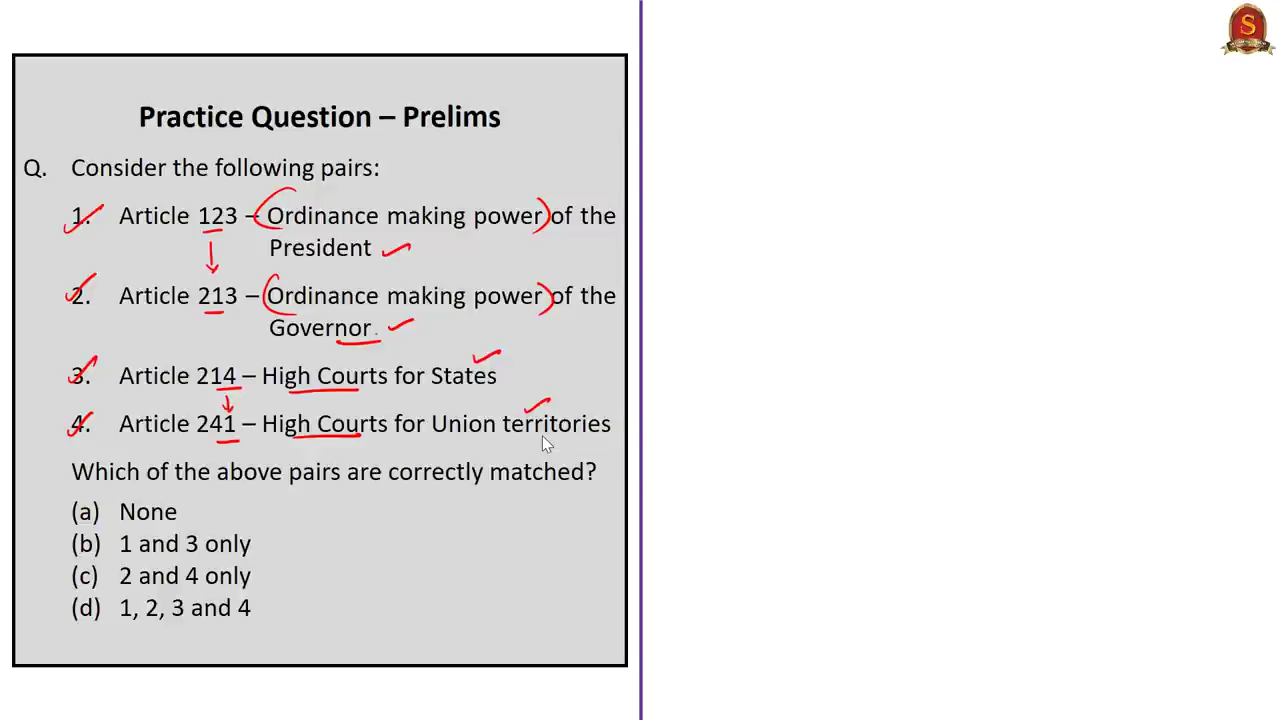 Practice Question – Prelims
Q. Consider the following pairs:
1. Article 123 – Ordinance making power of the
President
2. Article 213 – Ordinance making power of the
Governor.
3. Article 214 – High Courts for States
4. Article 241 – High Courts for Union territories
Which of the above pairs are correctly matched?
(a) None
(b) 1 and 3 only
(c) 2 and 4 only
(d) 1, 2, 3 and 4
S